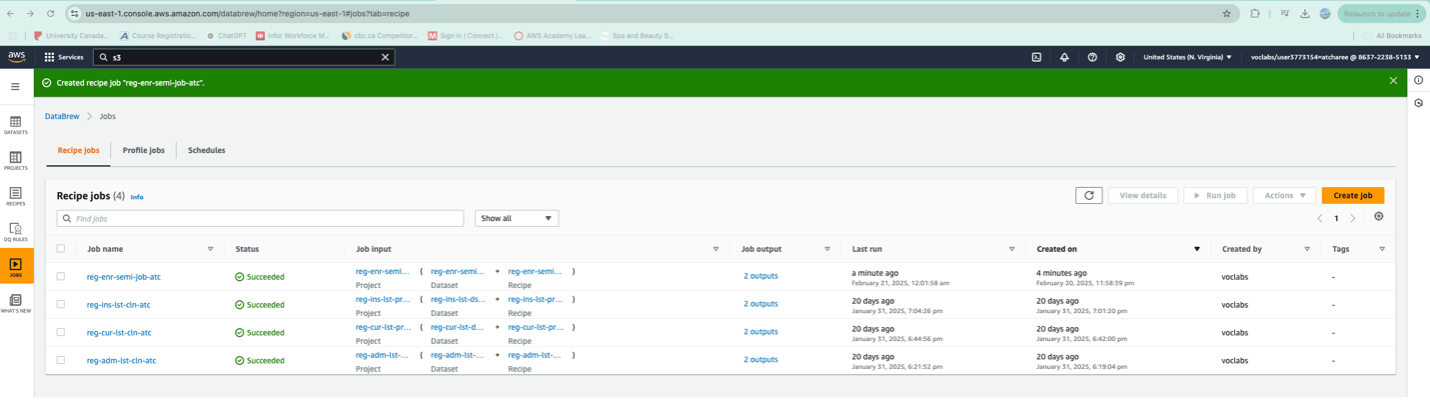 us-east-1.console.aws.amazon.com/databrew/home?region=us-east-1#jobs?tab=recipe
Relaunch to update
University Canada...
Course Registratio...
ChatGPT
Infor Workforce M...
cbc.ca Competitor...
Sign In | Connect |...
AWS Academy Lea...
Spa and Beauty S...
All Bookmarks
aws
Services
s3
United States (N. Virginia)
voclabs/user3773154=atcharee @ 8637-2238-5133
Created recipe job "reg-enr-semi-job-atc".
DATASETS
PROJECTS
RECIPES
DQ RULES
JOBS
WHAT'S NEW
DataBrew > Jobs
Recipe jobs
Profile jobs
Schedules
Recipe jobs (4) Info
View details
Run job
Actions
Create job
Find jobs
Show all
1
Job name Status Job input Job output Last run Created on Created by Tags
reg-enr-semi-job-atc Succeeded reg-enr-semi... ( reg-enr-semi... + reg-enr-semi... ) 2 outputs a minute ago 4 minutes ago voclabs -
Project Dataset Recipe February 21, 2025, 12:01:58 am February 20, 2025, 11:58:39 pm
reg-ins-lst-cln-atc Succeeded reg-ins-lst-pr... ( reg-ins-lst-ds... + reg-ins-lst-pr... ) 2 outputs 20 days ago 20 days ago voclabs -
Project Dataset Recipe January 31, 2025, 7:04:26 pm January 31, 2025, 7:01:20 pm
reg-cur-lst-cln-atc Succeeded reg-cur-lst-pr... ( reg-cur-lst-d... + reg-cur-lst-pr... ) 2 outputs 20 days ago 20 days ago voclabs -
Project Dataset Recipe January 31, 2025, 6:44:56 pm January 31, 2025, 6:42:00 pm
reg-adm-lst-cln-atc Succeeded reg-adm-lst-... ( reg-adm-lst-... + reg-adm-lst-... ) 2 outputs 20 days ago 20 days ago voclabs -
Project Dataset Recipe January 31, 2025, 6:21:52 pm January 31, 2025, 6:19:04 pm